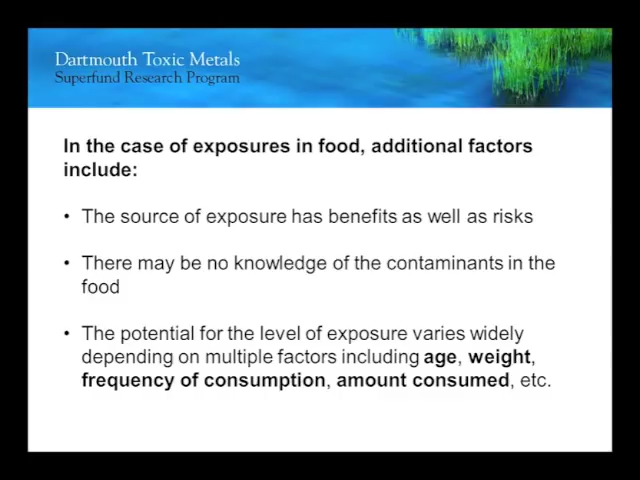 Dartmouth Toxic Metals
Superfund Research Program
In the case of exposures in food, additional factors
include:
• The source of exposure has benefits as well as risks
• There may be no knowledge of the contaminants in the
food
• The potential for the level of exposure varies widely
depending on multiple factors including age, weight,
frequency of consumption, amount consumed, etc.